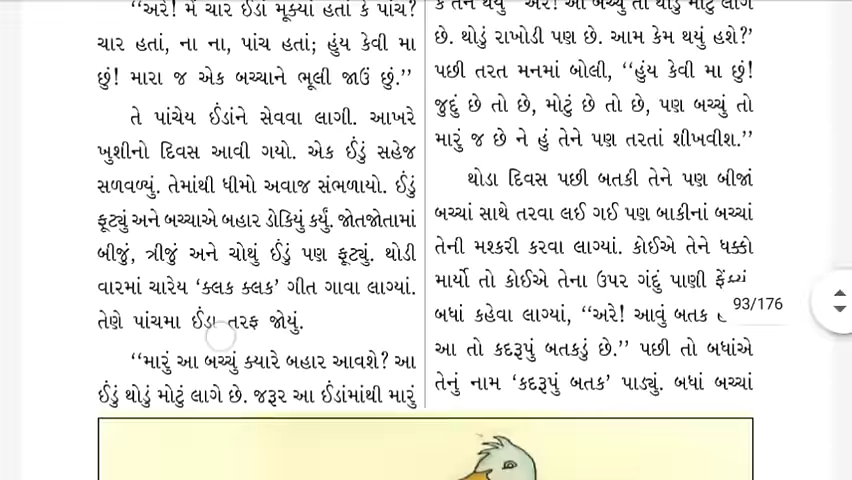 “અરે! મેં ચાર ઈંડાં મૂક્યાં હતાં કે પાંચ?
ચાર હતાં, ના ના, પાંચ હતાં; હુંય કેવી મા
છું! મારા જ એક બચ્ચાને ભૂલી જાઉં છું.”
તે પાંચેય ઈંડાંને સેવવા લાગી. આખરે
ખુશીનો દિવસ આવી ગયો. એક ઈંડું સહેજ
સળવળ્યું. તેમાંથી ધીમો અવાજ સંભળાયો. ઈંડું
ફૂટ્યું અને બચ્ચાએ બહાર ડોકિયું કર્યું. જોતજોતામાં
બીજું, ત્રીજું અને ચોથું ઈંડું પણ ફૂટ્યું. થોડી
વારમાં ચારેય ‘ક્લક ક્લક’ ગીત ગાવા લાગ્યાં.
તેણે પાંચમા ઈંડા તરફ જોયું.
“મારું આ બચ્ચું ક્યારે બહાર આવશે? આ
ઈંડું થોડું મોટું લાગે છે. જરૂર આ ઈંડાંમાંથી મારું
કે તેને થયું “અરે! આ બચ્ચું તો થોડું મોટું લાગે
છે. થોડું રાખોડી પણ છે. આમ કેમ થયું હશે?’
પછી તરત મનમાં બોલી, “હુંય કેવી મા છું!
જુદું છે તો છે, મોટું છે તો છે, પણ બચ્ચું તો
મારું જ છે ને હું તેને પણ તરતાં શીખવીશ.”
થોડા દિવસ પછી બતકી તેને પણ બીજાં
બચ્ચાં સાથે તરવા લઈ ગઈ પણ બાકીનાં બચ્ચાં
તેની મશ્કરી કરવા લાગ્યાં. કોઈએ તેને ધક્કો
માર્યો તો કોઈએ તેના ઉપર ગંદું પાણી ફેંક્યું
બધાં કહેવા લાગ્યાં, “અરે! આવું બતક
આ તો કદરૂપું બતકડું છે.” પછી તો બધાંએ
તેનું નામ ‘કદરૂપું બતક’ પાડ્યું. બધાં બચ્ચાં
93/176